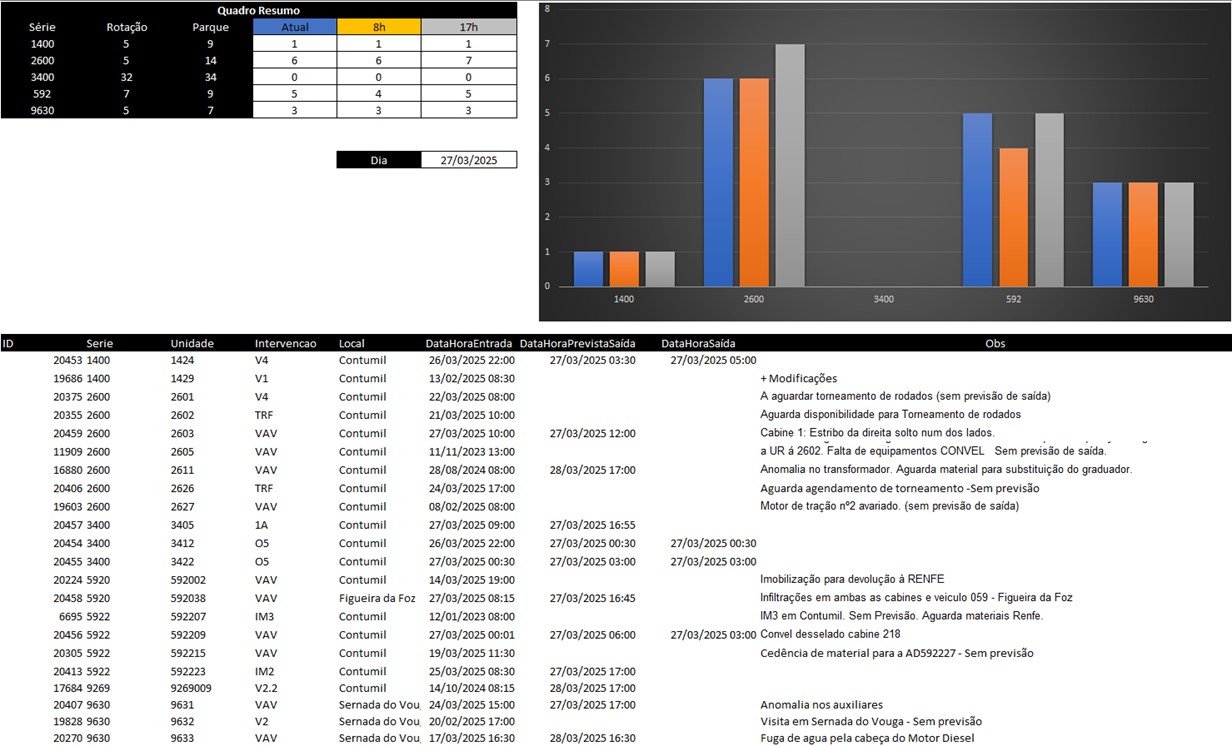 Quadro Resumo
Série Rotação Parque Atual 8h 17h
1400 5 9 1 1 1
2600 5 14 6 6 7
3400 32 34 0 0 0
592 7 9 5 4 5
9630 5 7 3 3 3
Dia 27/03/2025
8
7
6
5
4
3
2
1
0
1400 2600 3400 592 9630
ID Serie Unidade Intervencao Local DataHoraEntrada DataHoraPrevistaSaída DataHoraSaída Obs
20453 1400 1424 V4 Contumil 26/03/2025 22:00 27/03/2025 03:30 27/03/2025 05:00
19686 1400 1429 V1 Contumil 13/02/2025 08:30 + Modificações
20375 2600 2601 V4 Contumil 22/03/2025 08:00 A aguardar torneamento de rodados (sem previsão de saída)
20355 2600 2602 TRF Contumil 21/03/2025 10:00 Aguarda disponibilidade para Torneamento de rodados
20459 2600 2603 VAV Contumil 27/03/2025 10:00 27/03/2025 12:00 Cabine 1: Estribo da direita solto num dos lados.
11909 2600 2605 VAV Contumil 11/11/2023 13:00 a UR á 2602. Falta de equipamentos CONVEL Sem previsão de saída.
16880 2600 2611 VAV Contumil 28/08/2024 08:00 28/03/2025 17:00 Anomalia no transformador. Aguarda material para substituição do graduador.
20406 2600 2626 TRF Contumil 24/03/2025 17:00 Aguarda agendamento de torneamento -Sem previsão
19603 2600 2627 VAV Contumil 08/02/2025 08:00 Motor de tração nº2 avariado. (sem previsão de saída)
20457 3400 3405 1A Contumil 27/03/2025 09:00 27/03/2025 16:55
20454 3400 3412 O5 Contumil 26/03/2025 22:00 27/03/2025 00:30 27/03/2025 00:30
20455 3400 3422 O5 Contumil 27/03/2025 00:30 27/03/2025 03:00 27/03/2025 03:00
20224 5920 592002 VAV Contumil 14/03/2025 19:00 Imobilização para devolução á RENFE
20458 5920 592038 VAV Figueira da Foz 27/03/2025 08:15 27/03/2025 16:45 Infiltrações em ambas as cabines e veiculo 059 - Figueira da Foz
6695 5922 592207 IM3 Contumil 12/01/2023 08:00 IM3 em Contumil. Sem Previsão. Aguarda materiais Renfe.
20456 5922 592209 VAV Contumil 27/03/2025 00:01 27/03/2025 06:00 27/03/2025 03:00 Convel desselado cabine 218
20305 5922 592215 VAV Contumil 19/03/2025 11:30 Cedência de material para a AD592227 - Sem previsão
20413 5922 592223 IM2 Contumil 25/03/2025 08:30 27/03/2025 17:00
17684 9269 9269009 V2.2 Contumil 14/10/2024 08:15 28/03/2025 17:00
20407 9630 9631 VAV Sernada do Vou 24/03/2025 15:00 27/03/2025 17:00 Anomalia nos auxiliares
19828 9630 9632 V2 Sernada do Vou 20/02/2025 17:00 Visita em Sernada do Vouga - Sem previsão
20270 9630 9633 VAV Sernada do Vou 17/03/2025 16:30 28/03/2025 16:30 Fuga de agua pela cabeça do Motor Diesel